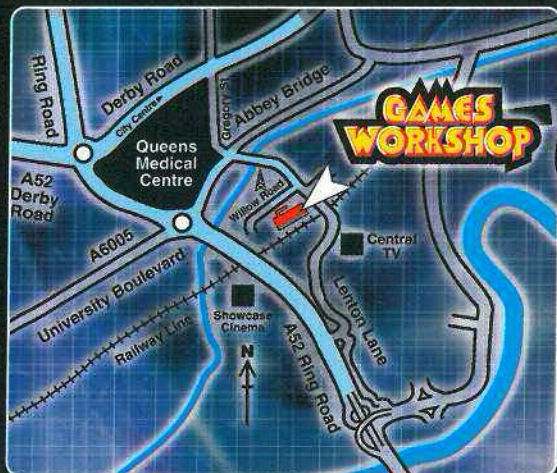 Ring Road
Derby Road
City Centre
Gregory St
Abbey Bridge
GAMES
WORKSHOP
Queens
Medical
Centre
A52
Derby
Road
Willow Road
A6005
University Boulevard
Central
TV
Railway Line
Showcase
Cinema
Lenton Lane
N
A52 Ring Road